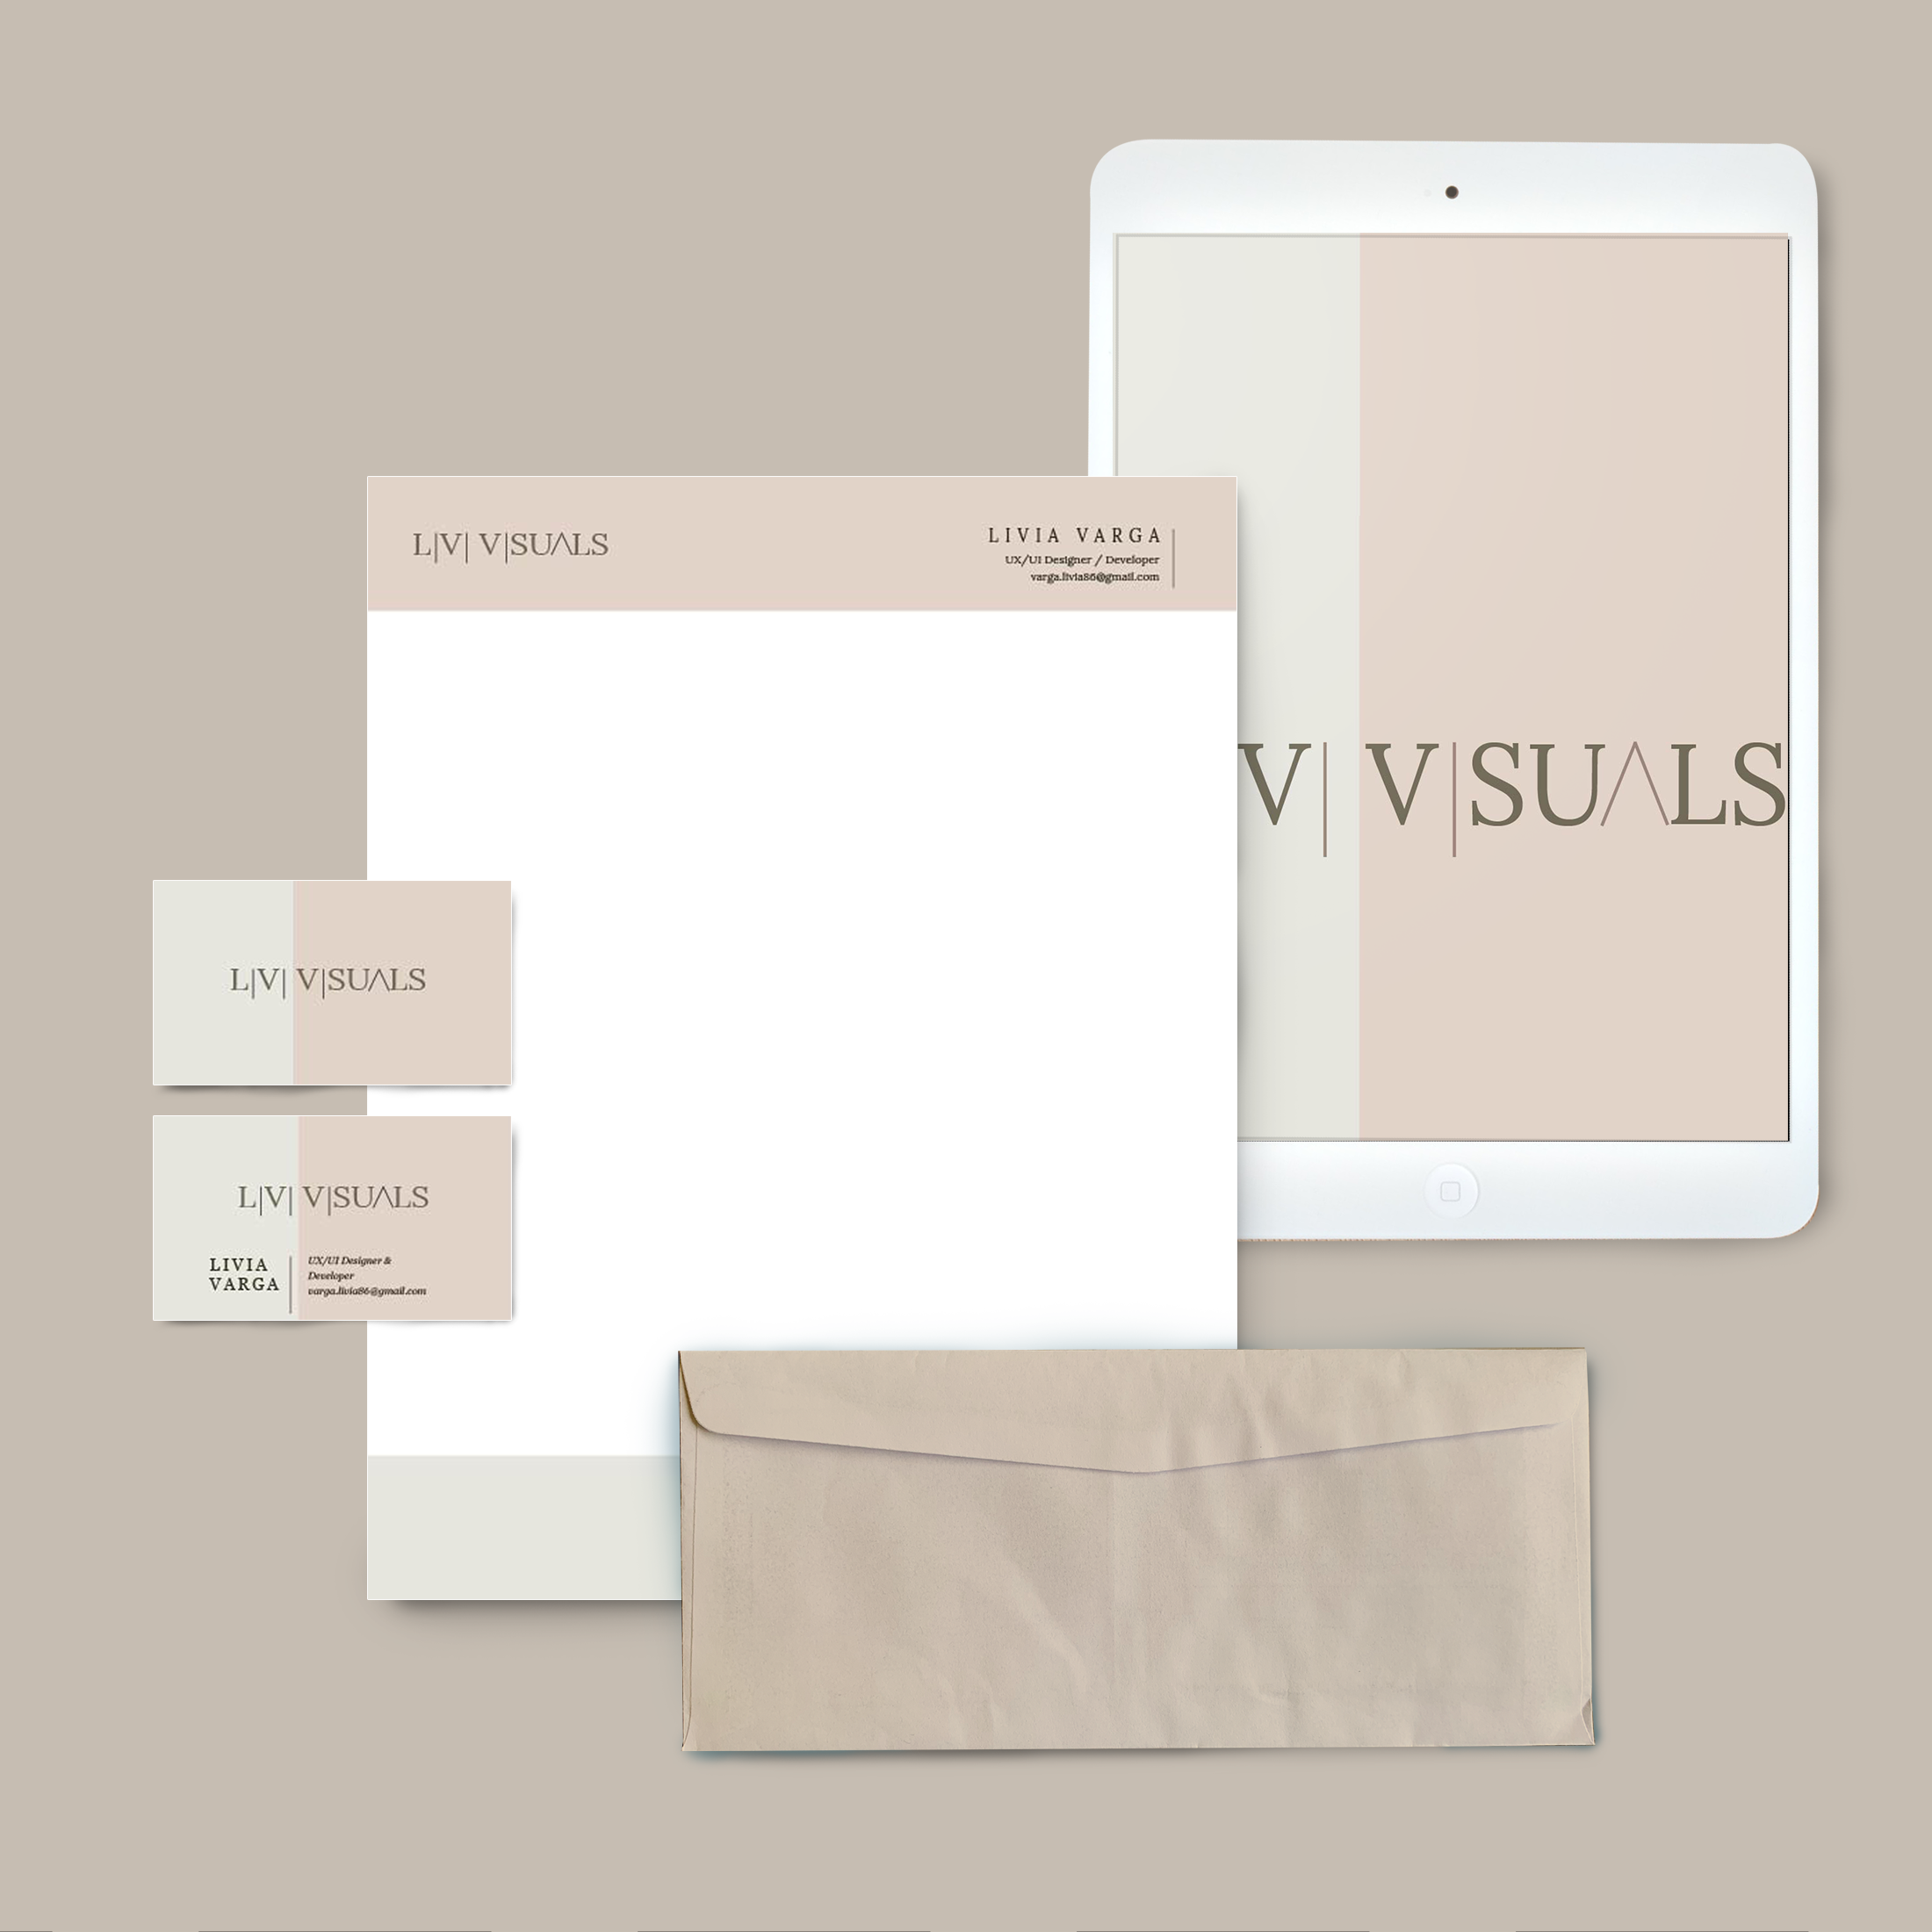 L|V| V|SUΛLS
LIVIA VARGA
UX/UI Designer / Developer
varga.livia86@gmail.com
V| V|SUΛLS
L|V| V|SUΛLS
L|V| V|SUΛLS
LIVIA
VARGA
UX/UI Designer &
Developer
varga.livia86@gmail.com